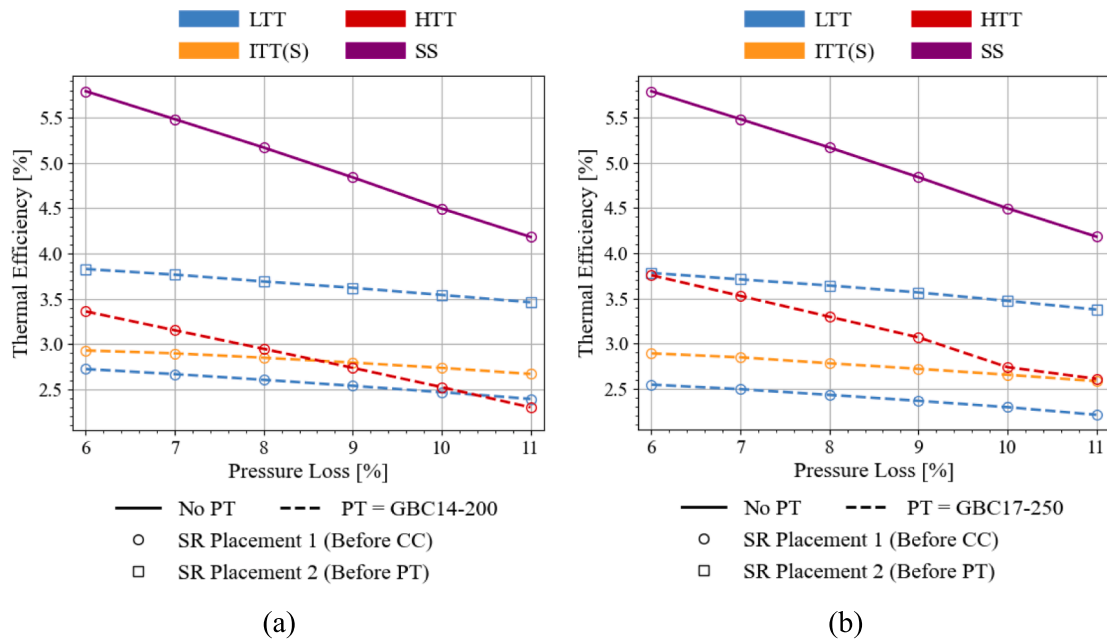 LTT HTT
ITT(S) SS
Thermal Efficiency [%]
5.5
5.0
4.5
4.0
3.5
3.0
2.5
6 7 8 9 10 11
Pressure Loss [%]
No PT PT = GBC14-200
SR Placement 1 (Before CC)
SR Placement 2 (Before PT)
(a)
LTT HTT
ITT(S) SS
Thermal Efficiency [%]
5.5
5.0
4.5
4.0
3.5
3.0
2.5
6 7 8 9 10 11
Pressure Loss [%]
No PT PT = GBC17-250
SR Placement 1 (Before CC)
SR Placement 2 (Before PT)
(b)